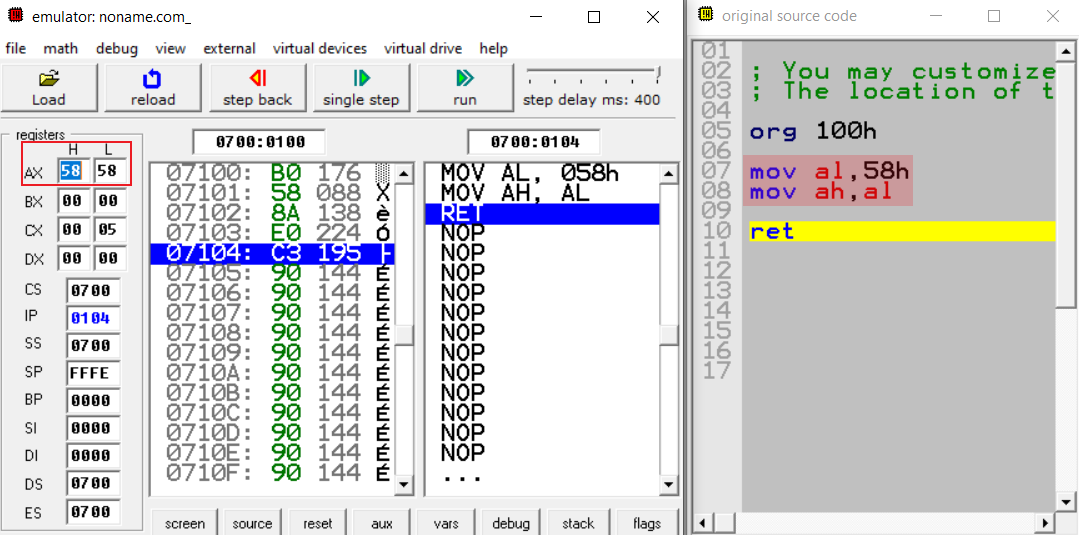 emulator: noname.com_
file math debug view external virtual devices virtual drive help
Load reload step back single step run step delay ms: 400
registers
H L
AX 58 58
BX 00 00
CX 00 05
DX 00 00
CS 0700
IP 0104
SS 0700
SP FFFE
BP 0000
SI 0000
DI 0000
DS 0700
ES 0700
0700:0100
07100: B0 176 ░
07101: 58 088 X
07102: 8A 138 è
07103: E0 224 ó
07104: C3 195 ├
07105: 90 144 É
07106: 90 144 É
07107: 90 144 É
07108: 90 144 É
07109: 90 144 É
0710A: 90 144 É
0710B: 90 144 É
0710C: 90 144 É
0710D: 90 144 É
0710E: 90 144 É
0710F: 90 144 É
0700:0104
MOV AL, 058h
MOV AH, AL
RET
NOP
NOP
NOP
NOP
NOP
NOP
NOP
NOP
NOP
NOP
NOP
NOP
...
screen source reset aux vars debug stack flags
original source code
01
02 ; You may customize
03 ; The location of t
04
05 org 100h
06
07 mov al,58h
08 mov ah,al
09
10 ret
11
12
13
14
15
16
17